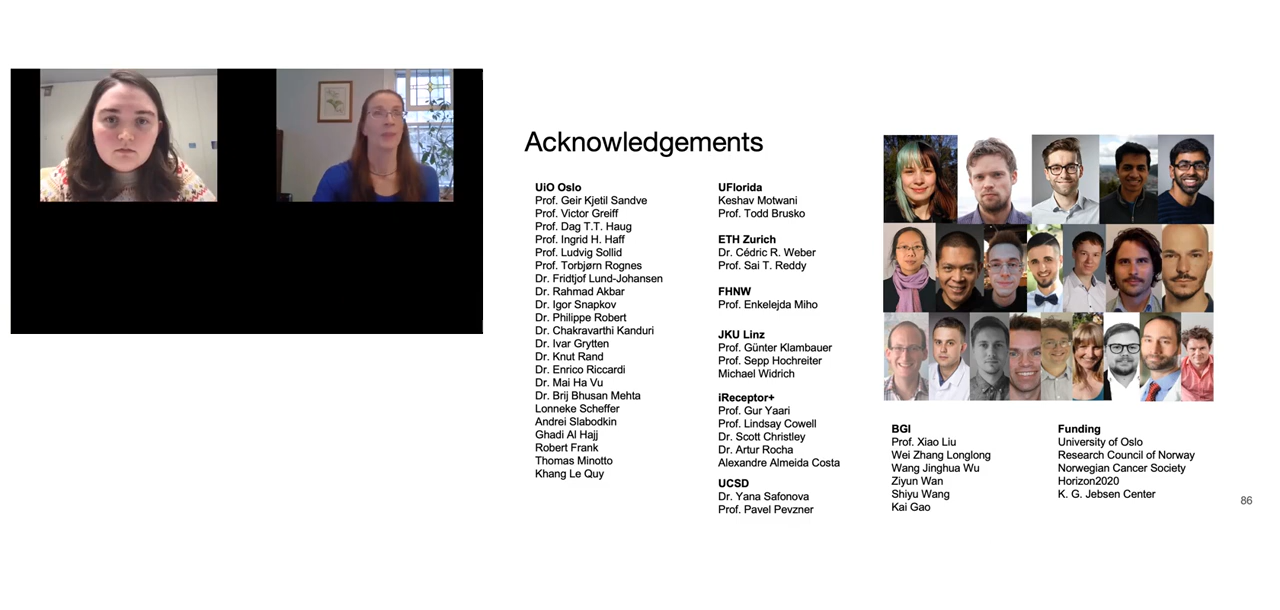 Acknowledgements
UiO Oslo
Prof. Geir Kjetil Sandve
Prof. Victor Greiff
Prof. Dag T.T. Haug
Prof. Ingrid H. Haff
Prof. Ludvig Sollid
Prof. Torbjørn Rognes
Dr. Fridtjof Lund-Johansen
Dr. Rahmad Akbar
Dr. Igor Snapkov
Dr. Philippe Robert
Dr. Chakravarthi Kanduri
Dr. Ivar Grytten
Dr. Knut Rand
Dr. Enrico Riccardi
Dr. Mai Ha Vu
Dr. Brij Bhusan Mehta
Lonneke Scheffer
Andrei Slabodkin
Ghadi Al Hajj
Robert Frank
Thomas Minotto
Khang Le Quy
UFlorida
Keshav Motwani
Prof. Todd Brusko
ETH Zurich
Dr. Cédric R. Weber
Prof. Sai T. Reddy
FHNW
Prof. Enkelejda Miho
JKU Linz
Prof. Günter Klambauer
Prof. Sepp Hochreiter
Michael Widrich
iReceptor+
Prof. Gur Yaari
Prof. Lindsay Cowell
Dr. Scott Christley
Dr. Artur Rocha
Alexandre Almeida Costa
UCSD
Dr. Yana Safonova
Prof. Pavel Pevzner
BGI
Prof. Xiao Liu
Wei Zhang Longlong
Wang Jinghua Wu
Ziyun Wan
Shiyu Wang
Kai Gao
Funding
University of Oslo
Research Council of Norway
Norwegian Cancer Society
Horizon2020
K. G. Jebsen Center
86